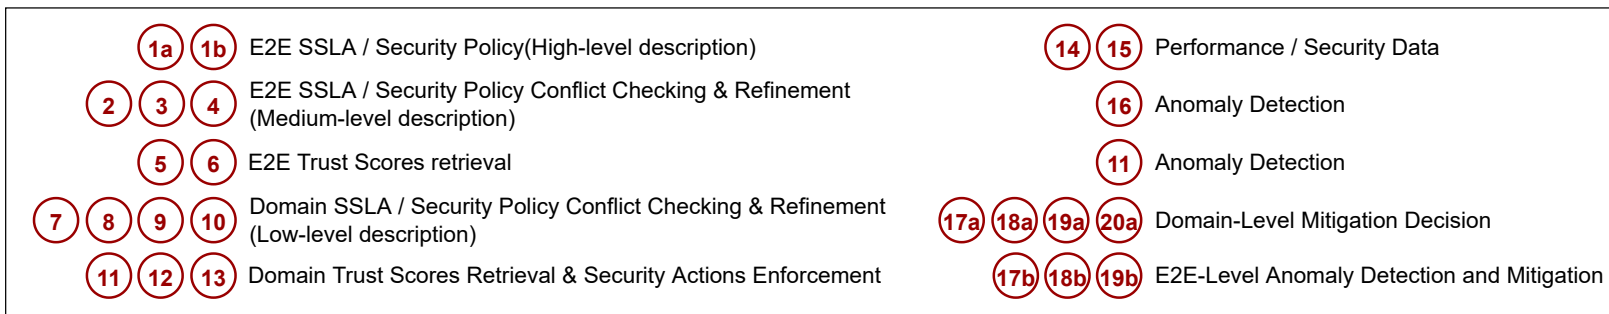 1a 1b E2E SSLA / Security Policy(High-level description)
2 3 4 E2E SSLA / Security Policy Conflict Checking & Refinement
(Medium-level description)
5 6 E2E Trust Scores retrieval
7 8 9 10 Domain SSLA / Security Policy Conflict Checking & Refinement
(Low-level description)
11 12 13 Domain Trust Scores Retrieval & Security Actions Enforcement
14 15 Performance / Security Data
16 Anomaly Detection
11 Anomaly Detection
17a 18a 19a 20a Domain-Level Mitigation Decision
17b 18b 19b E2E-Level Anomaly Detection and Mitigation